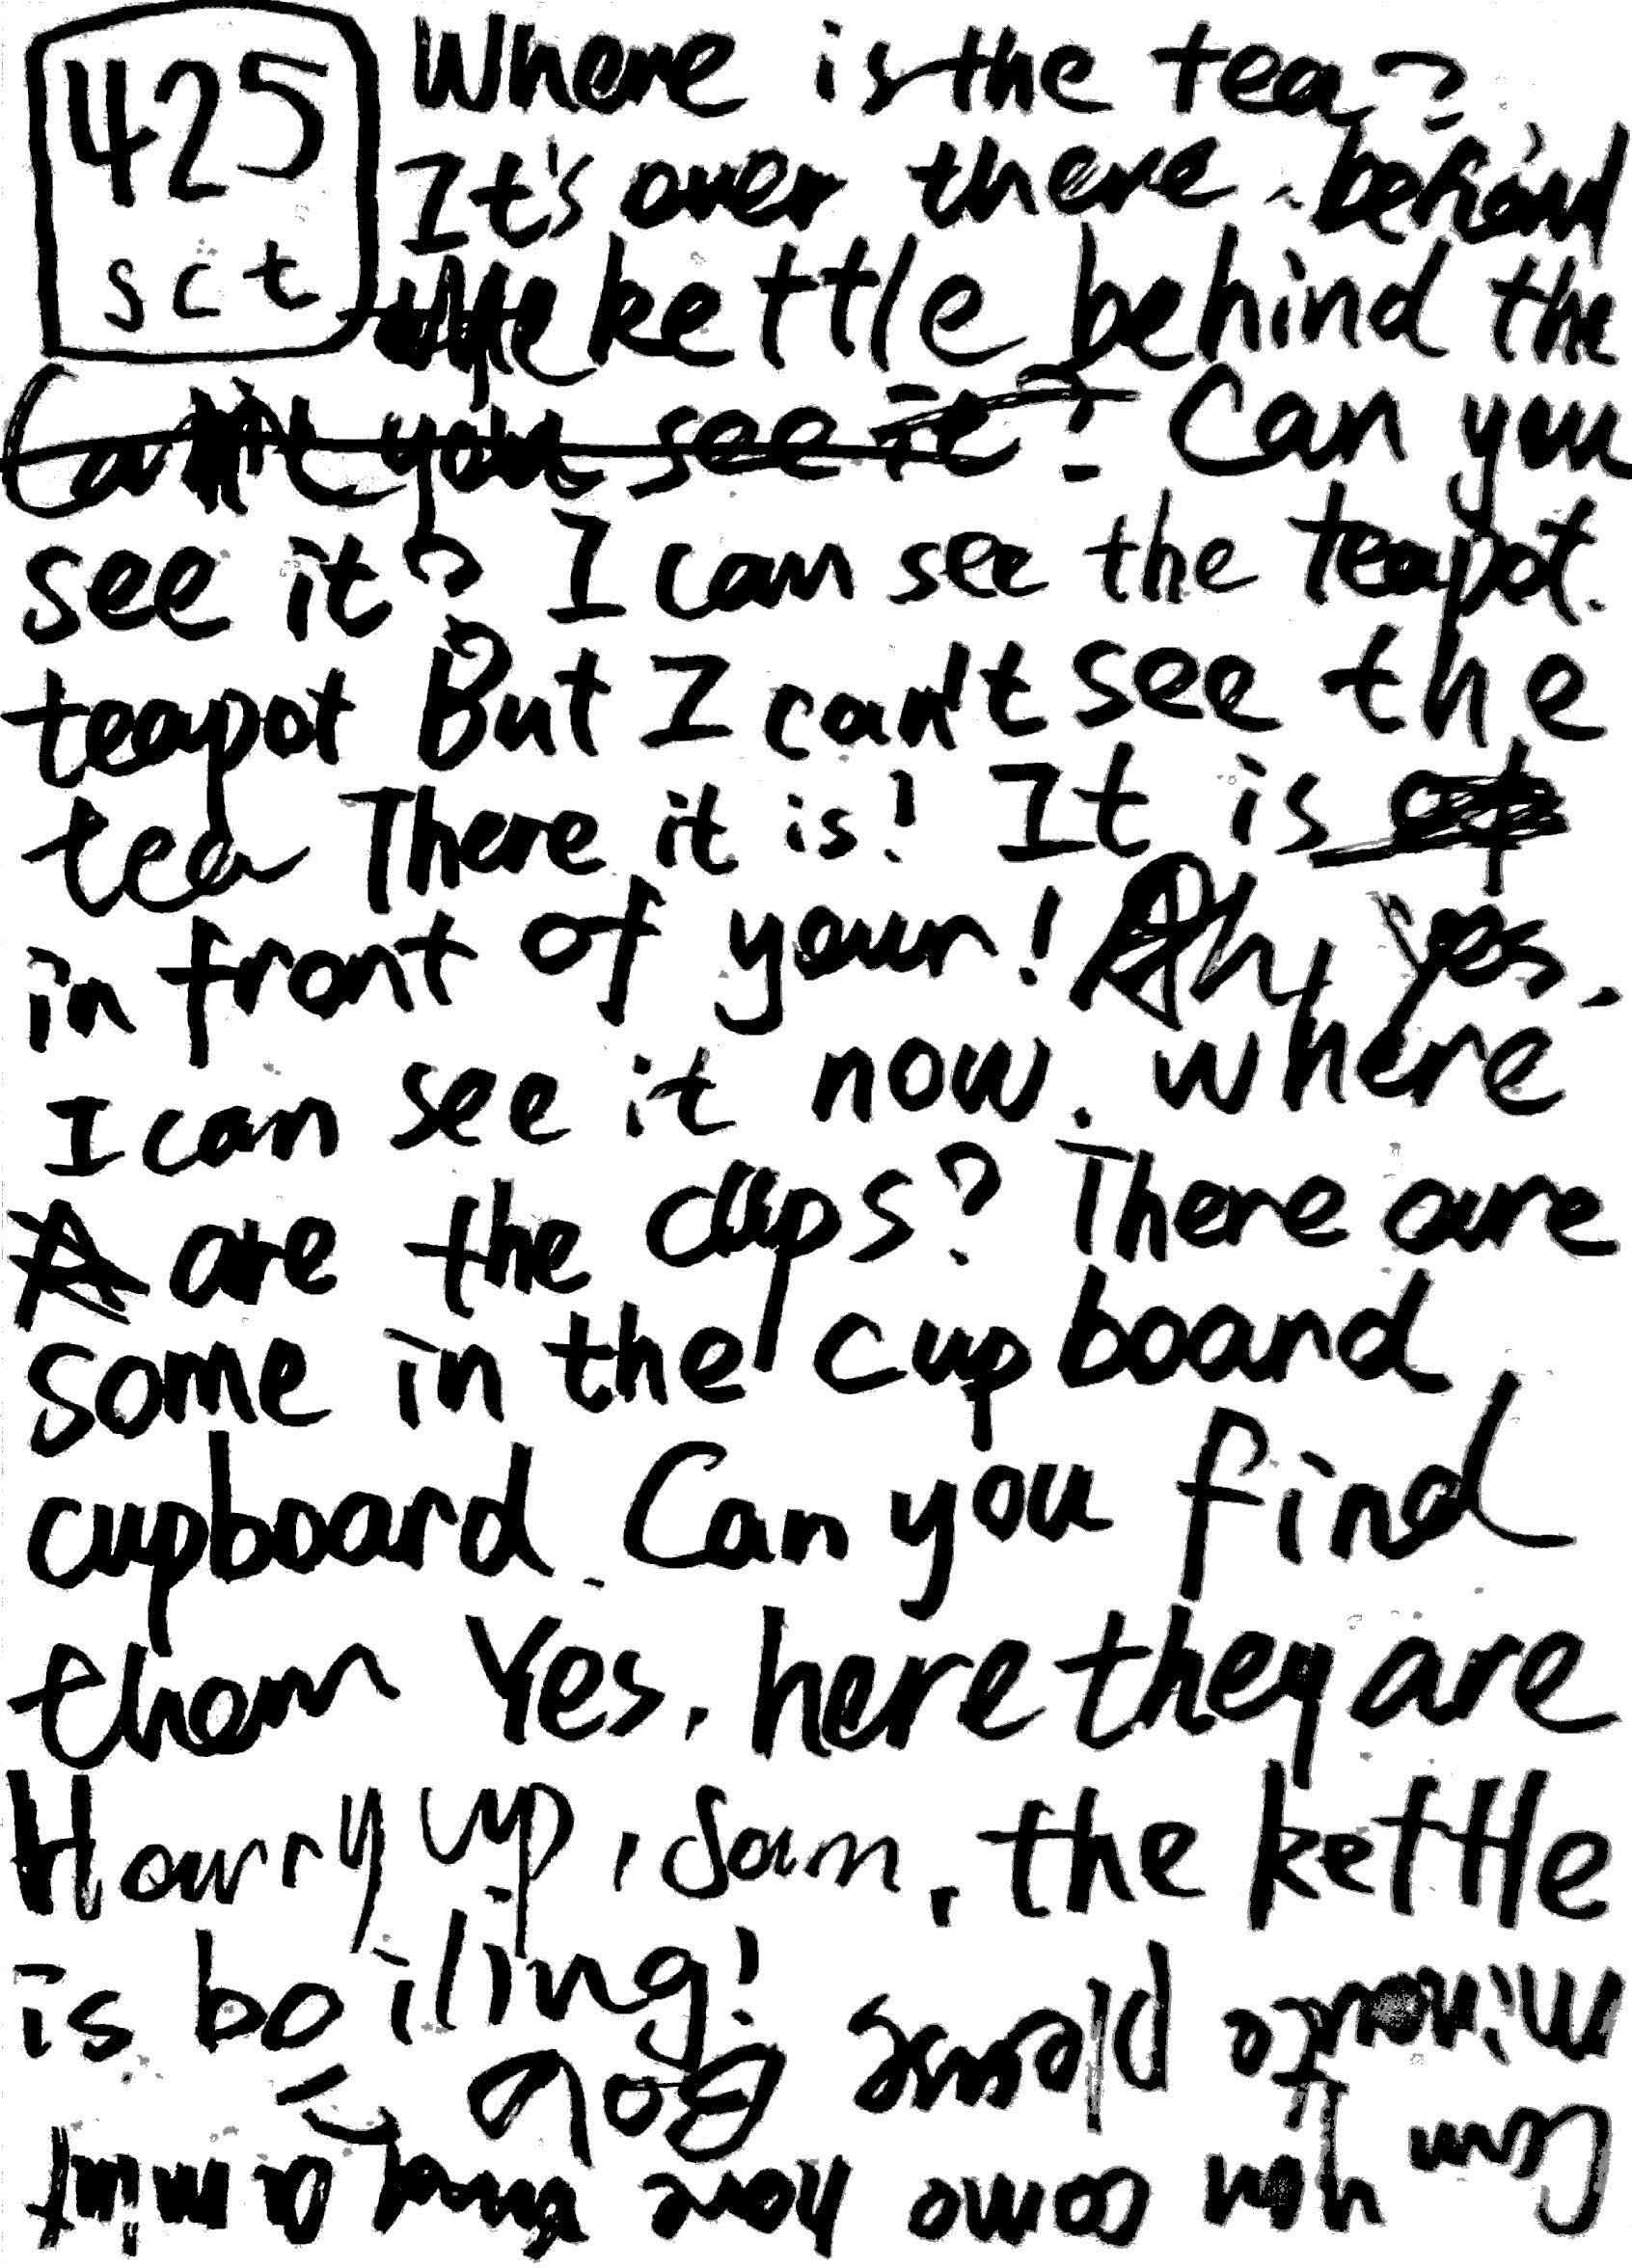 425
sct
Where is the tea?
It's over there. behind
the kettle behind the
Can't you see it? Can you
see it? I can see the teapot.
teapot But I can't see the
tea There it is! It is
in front of your! Ah, yes,
I can see it now. where
are the cups? There are
some in the cupboard
cupboard. Can you find
them Yes, here they are
Hurry up, Sam, the kettle
is boiling!
Can you come here a minit
minout please Bob